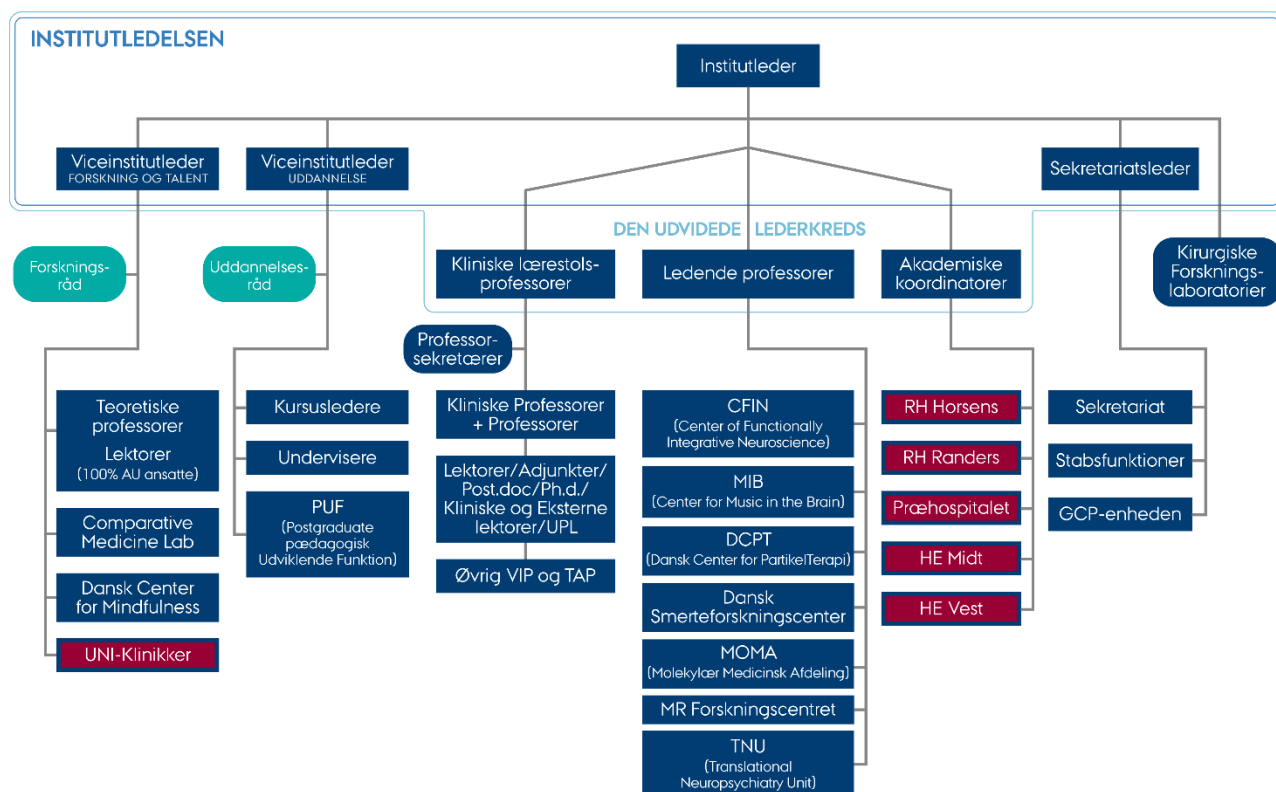 INSTITUTLEDELSEN
Institutleder
Viceinstitutleder
FORSKNING OG TALENT
Viceinstitutleder
UDDANNELSE
Sekretariatsleder
DEN UDVIDEDE LEDERKREDS
Forsknings-
råd
Uddannelses-
råd
Kliniske lærestols-
professorer
Ledende professorer
Akademiske
koordinatorer
Kirurgiske
Forsknings-
laboratorier
Professor-
sekretærer
Teoretiske
professorer
Lektorer
(100% AU ansatte)
Comparative
Medicine Lab
Dansk Center
for Mindfulness
UNI-Klinikker
Kursusledere
Undervisere
PUF
(Postgraduate
pædagogisk
Udviklende Funktion)
Kliniske Professorer
+ Professorer
Lektorer/Adjunkter/
Post.doc/Ph.d./
Kliniske og Eksterne
lektorer/UPL
Øvrig VIP og TAP
CFIN
(Center of Functionally
Integrative Neuroscience)
MIB
(Center for Music in the Brain)
DCPT
(Dansk Center for PartikelTerapi)
Dansk
Smerteforskningscenter
MOMA
(Molekylær Medicinsk Afdeling)
MR Forskningscentret
TNU
(Translational
Neuropsychiatry Unit)
RH Horsens
RH Randers
Præhospitalet
HE Midt
HE Vest
Sekretariat
Stabsfunktioner
GCP-enheden